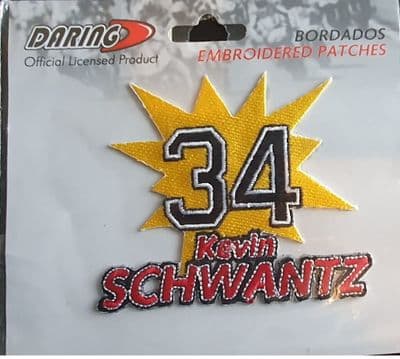 DARING
Official Licensed Product
BORDADOS
EMBROIDERED PATCHES
34
Kevin
SCHWANTZ